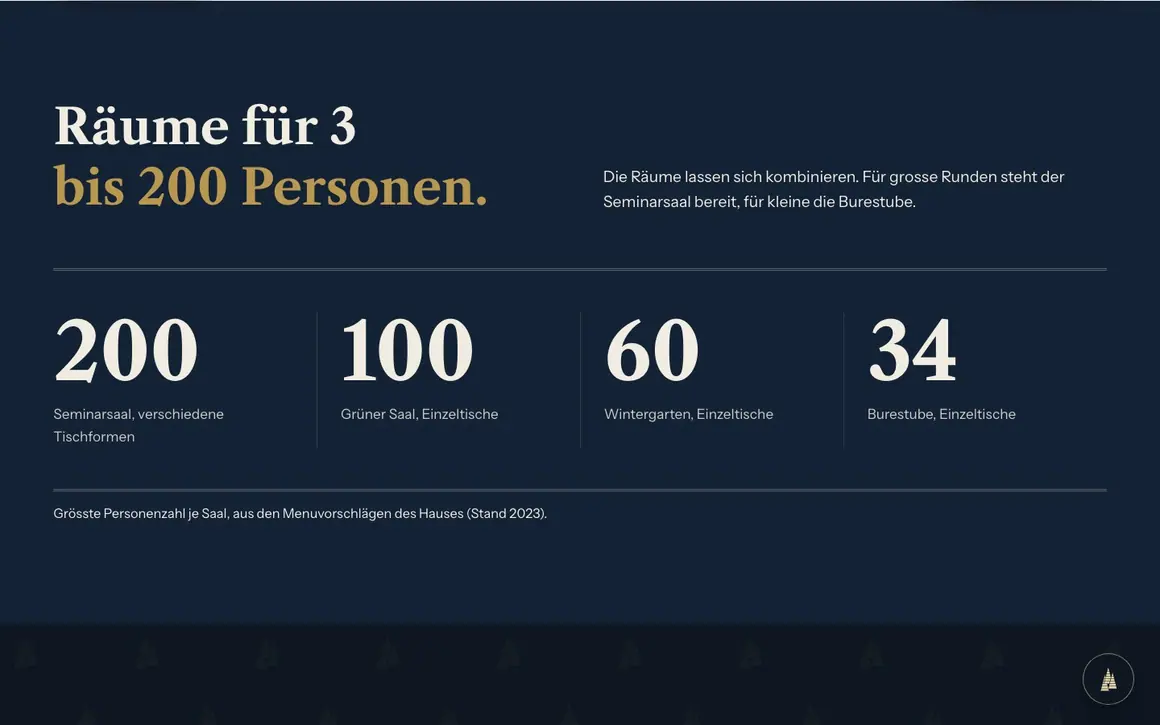 Räume für 3
bis 200 Personen.
Die Räume lassen sich kombinieren. Für grosse Runden steht der
Seminarsaal bereit, für kleine die Burestube.
200
Seminarsaal, verschiedene
Tischformen
100
Grüner Saal, Einzeltische
60
Wintergarten, Einzeltische
34
Burestube, Einzeltische
Grösste Personenzahl je Saal, aus den Menuvorschlägen des Hauses (Stand 2023).